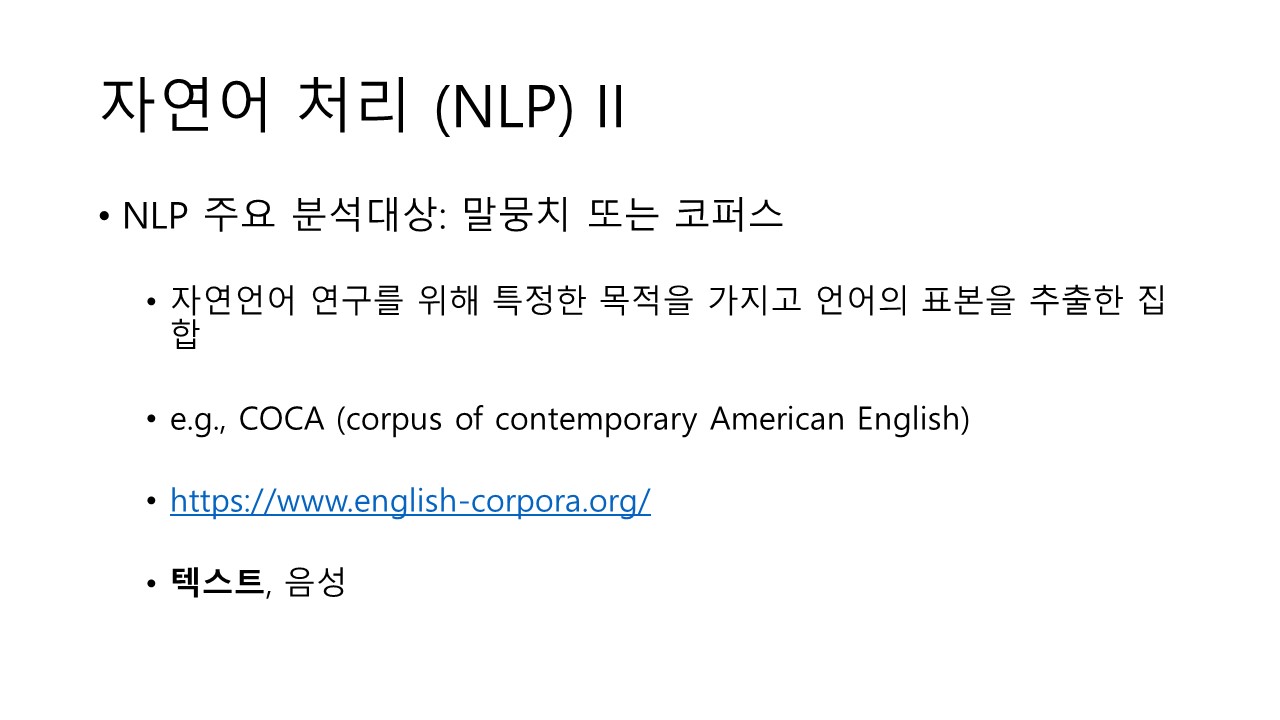 자연어 처리 (NLP) II
• NLP 주요 분석대상: 말뭉치 또는 코퍼스
• 자연언어 연구를 위해 특정한 목적을 가지고 언어의 표본을 추출한 집
합
• e.g., COCA (corpus of contemporary American English)
• https://www.english-corpora.org/
• 텍스트, 음성